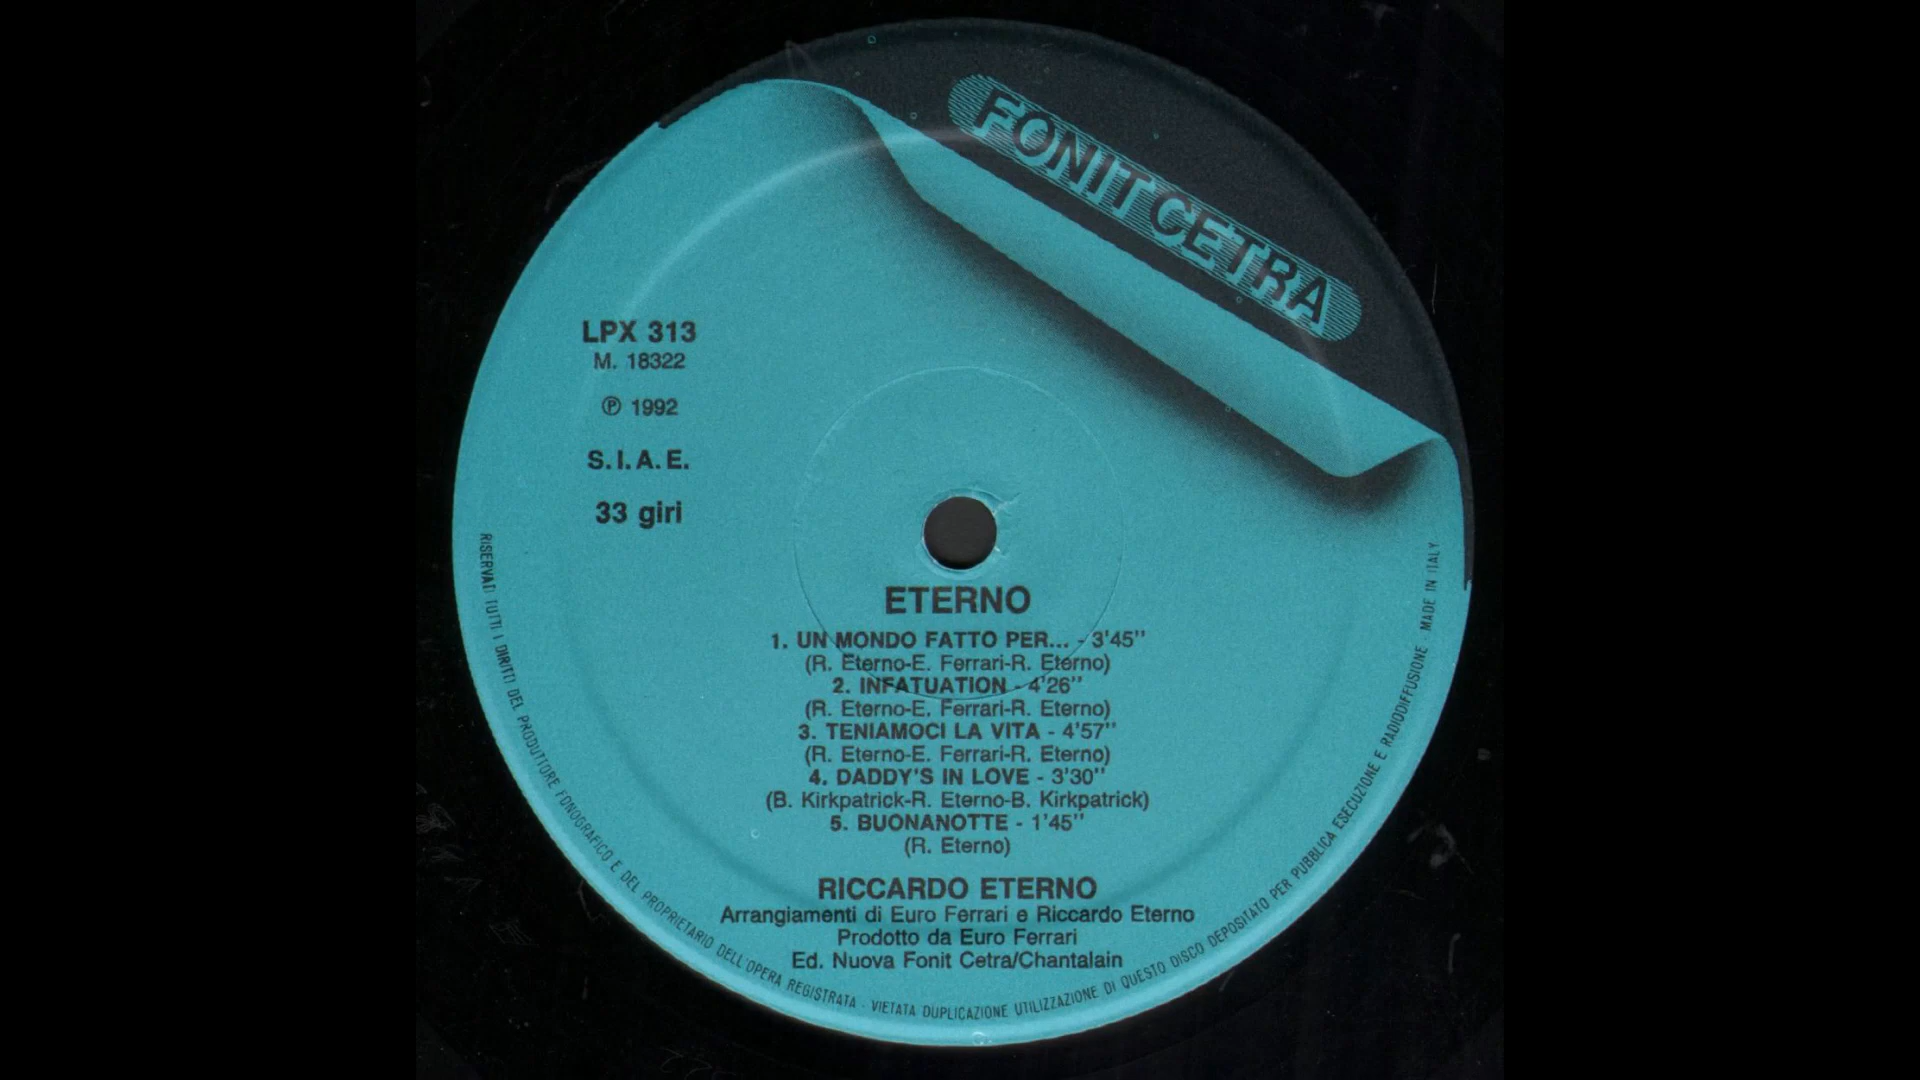 FONIT CETRA
LPX 313
M. 18322
℗ 1992
S.I.A.E.
33 giri
ETERNO
1. UN MONDO FATTO PER... - 3'45''
(R. Eterno-E. Ferrari-R. Eterno)
2. INFATUATION - 4'26''
(R. Eterno-E. Ferrari-R. Eterno)
3. TENIAMOCI LA VITA - 4'57''
(R. Eterno-E. Ferrari-R. Eterno)
4. DADDY'S IN LOVE - 3'30''
(B. Kirkpatrick-R. Eterno-B. Kirkpatrick)
5. BUONANOTTE - 1'45''
(R. Eterno)
RICCARDO ETERNO
Arrangiamenti di Euro Ferrari e Riccardo Eterno
Prodotto da Euro Ferrari
Ed. Nuova Fonit Cetra/Chantalain
RISERVATI TUTTI I DIRITTI DEL PRODUTTORE FONOGRAFICO E DEL PROPRIETARIO DELL'OPERA REGISTRATA - VIETATA DUPLICAZIONE UTILIZZAZIONE DI QUESTO DISCO DEPOSITATO PER PUBBLICA ESECUZIONE E RADIODIFFUSIONE - MADE IN ITALY